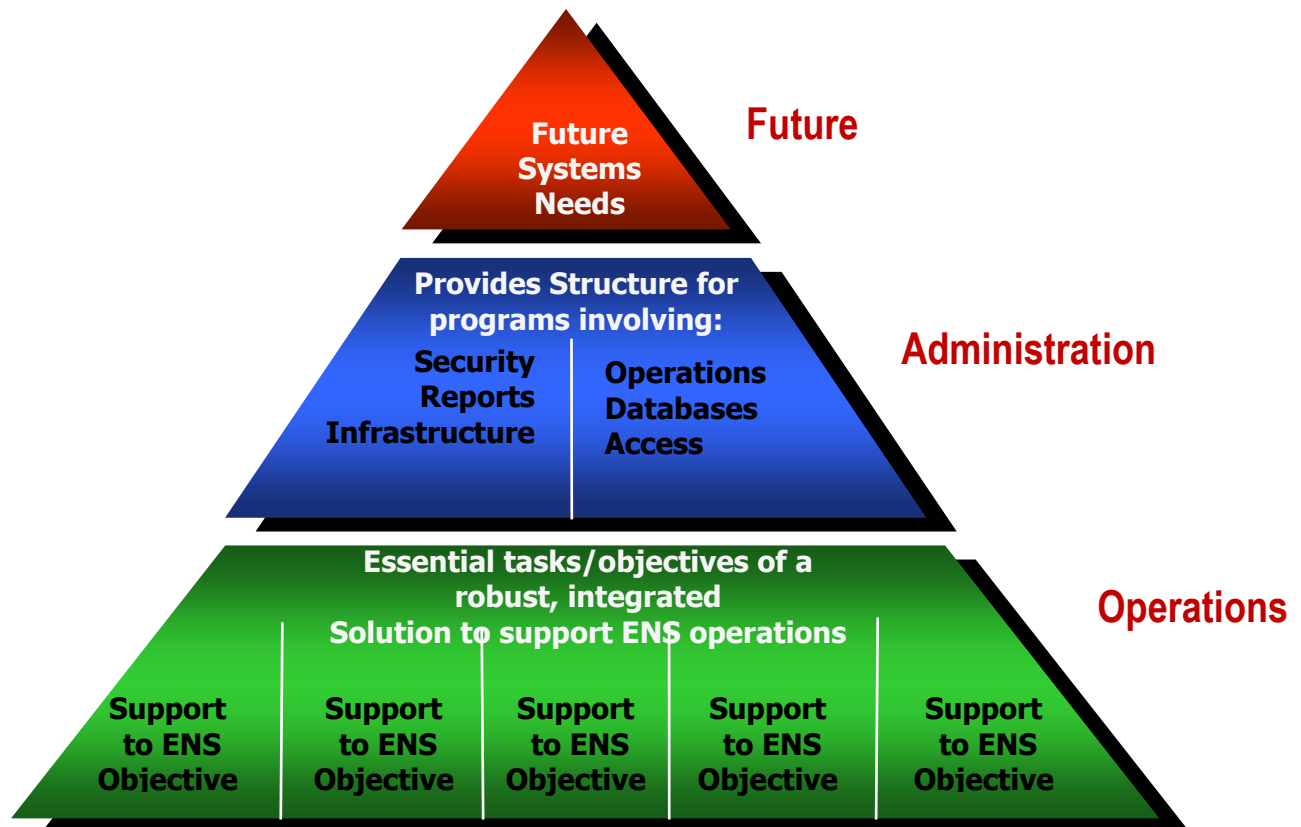 Future
Systems
Needs
Future
Provides Structure for
programs involving:
Security
Reports
Infrastructure
Operations
Databases
Access
Administration
Essential tasks/objectives of a
robust, integrated
Solution to support ENS operations
Operations
Support
to ENS
Objective
Support
to ENS
Objective
Support
to ENS
Objective
Support
to ENS
Objective
Support
to ENS
Objective